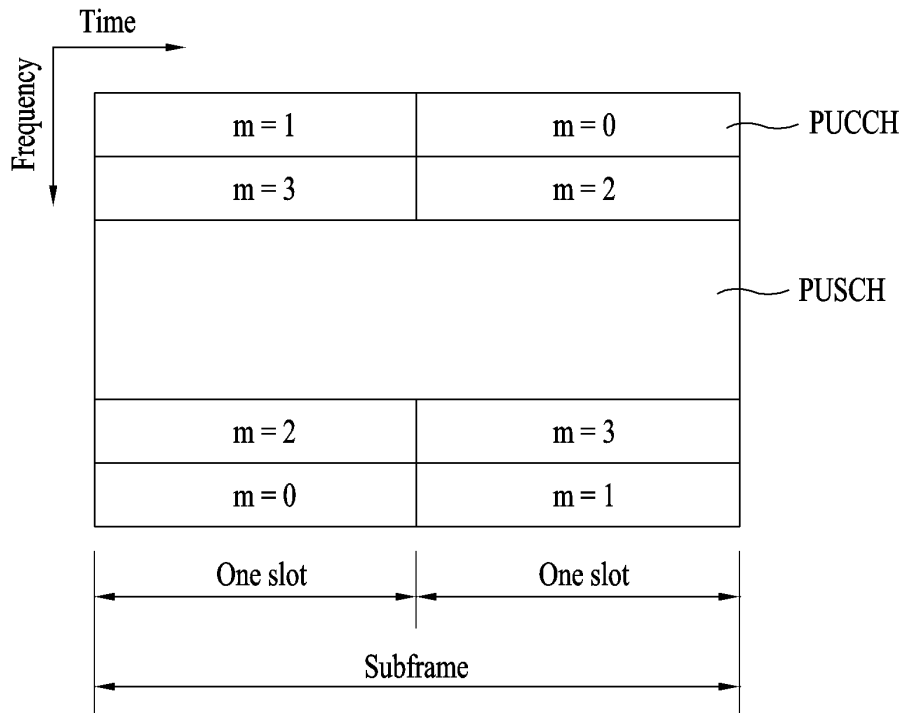 Time
Frequency
m = 1
m = 0
PUCCH
m = 3
m = 2
PUSCH
m = 2
m = 3
m = 0
m = 1
One slot
One slot
Subframe